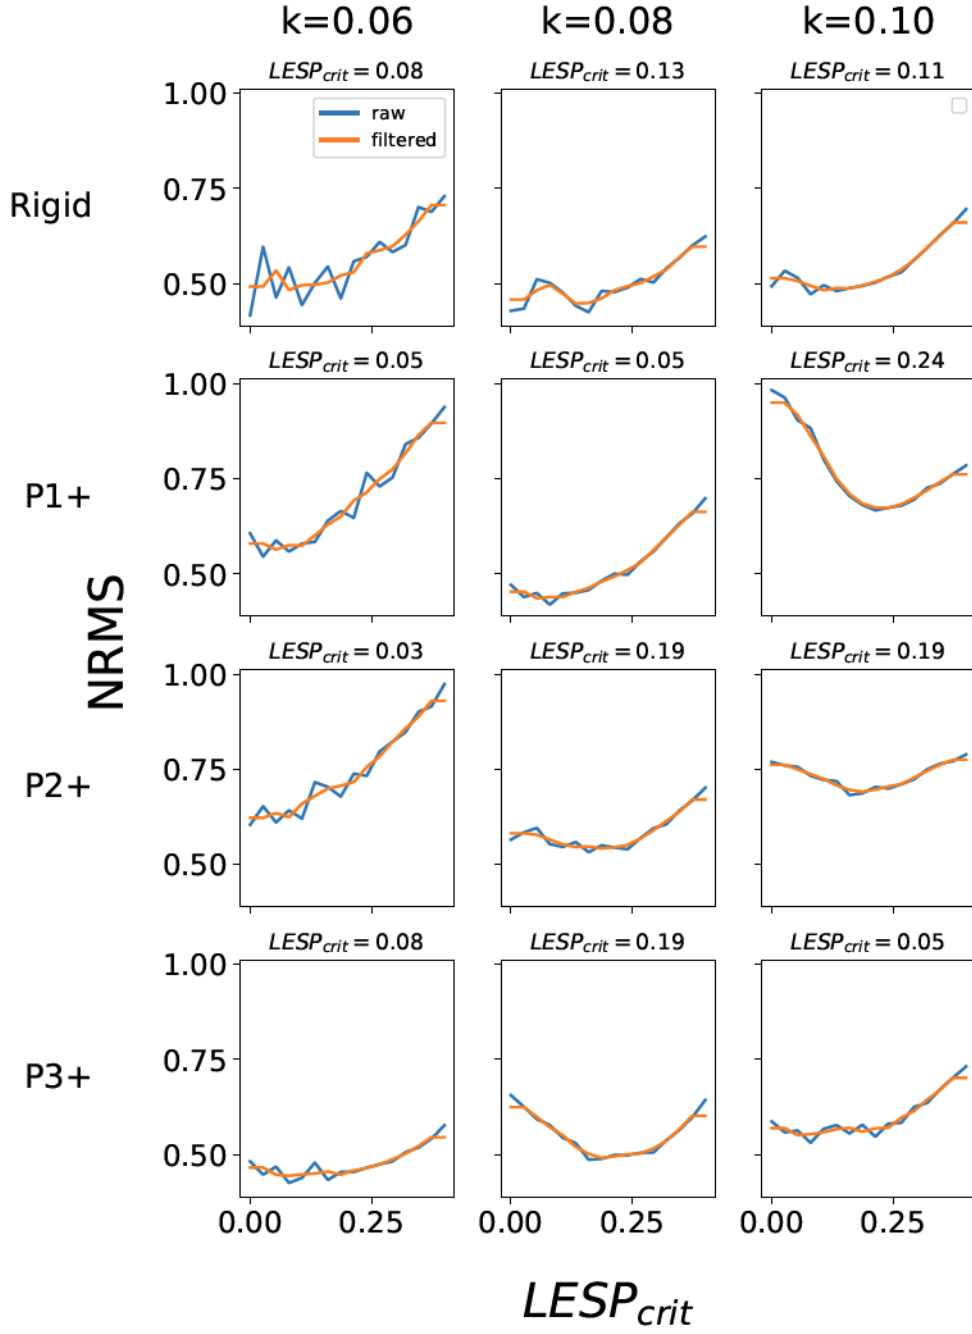 k=0.06 k=0.08 k=0.10
LESP_crit = 0.08 LESP_crit = 0.13 LESP_crit = 0.11
1.00
raw
filtered
0.75
Rigid
0.50
LESP_crit = 0.05 LESP_crit = 0.05 LESP_crit = 0.24
1.00
0.75
P1+
0.50
NRMS
LESP_crit = 0.03 LESP_crit = 0.19 LESP_crit = 0.19
1.00
0.75
P2+
0.50
LESP_crit = 0.08 LESP_crit = 0.19 LESP_crit = 0.05
1.00
0.75
P3+
0.50
0.00 0.25 0.00 0.25 0.00 0.25
LESP_crit